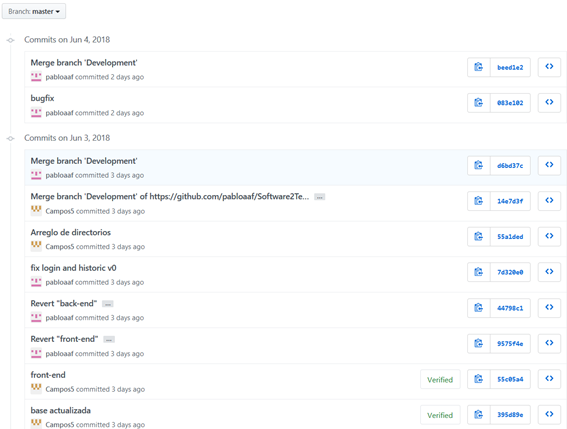 Branch: master
Commits on Jun 4, 2018
Merge branch 'Development'
beed1e2
pabloaaf committed 2 days ago
bugfix
083e102
pabloaaf committed 2 days ago
Commits on Jun 3, 2018
Merge branch 'Development'
d6bd37c
pabloaaf committed 3 days ago
Merge branch 'Development' of https://github.com/pabloaaf/Software2Te... …
14e7d3f
Campos5 committed 3 days ago
Arreglo de directorios
55a1ded
Campos5 committed 3 days ago
fix login and historic v0
7d320e0
pabloaaf committed 3 days ago
Revert "back-end" …
44798c1
pabloaaf committed 3 days ago
Revert "front-end" …
9575f4e
pabloaaf committed 3 days ago
front-end
Verified 55c05a4
Campos5 committed 3 days ago
base actualizada
Verified 395d89e
Campos5 committed 3 days ago